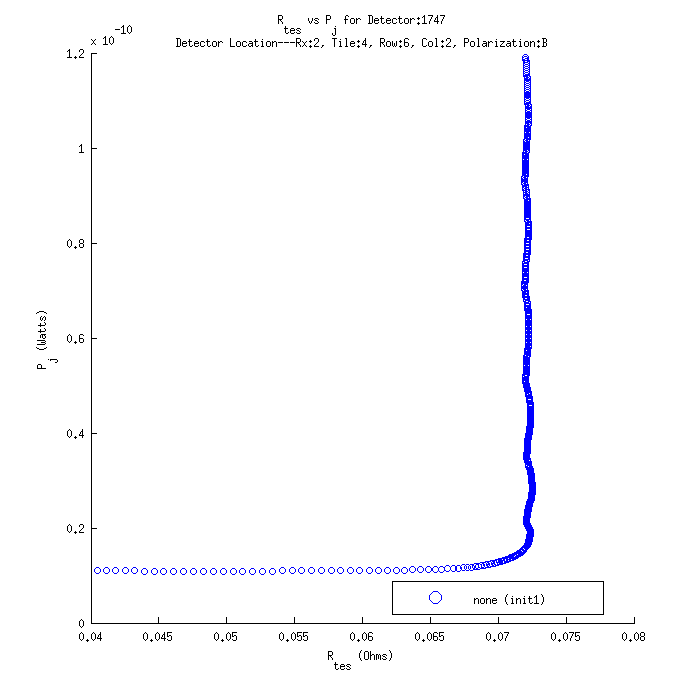 R_tes vs P_j for Detector:1747
Detector Location---Rx:2, Tile:4, Row:6, Col:2, Polarization:B
x 10^-10
1.2
1
0.8
0.6
0.4
0.2
0
P_j (Watts)
none (init1)
0.04 0.045 0.05 0.055 0.06 0.065 0.07 0.075 0.08
R_tes (Ohms)